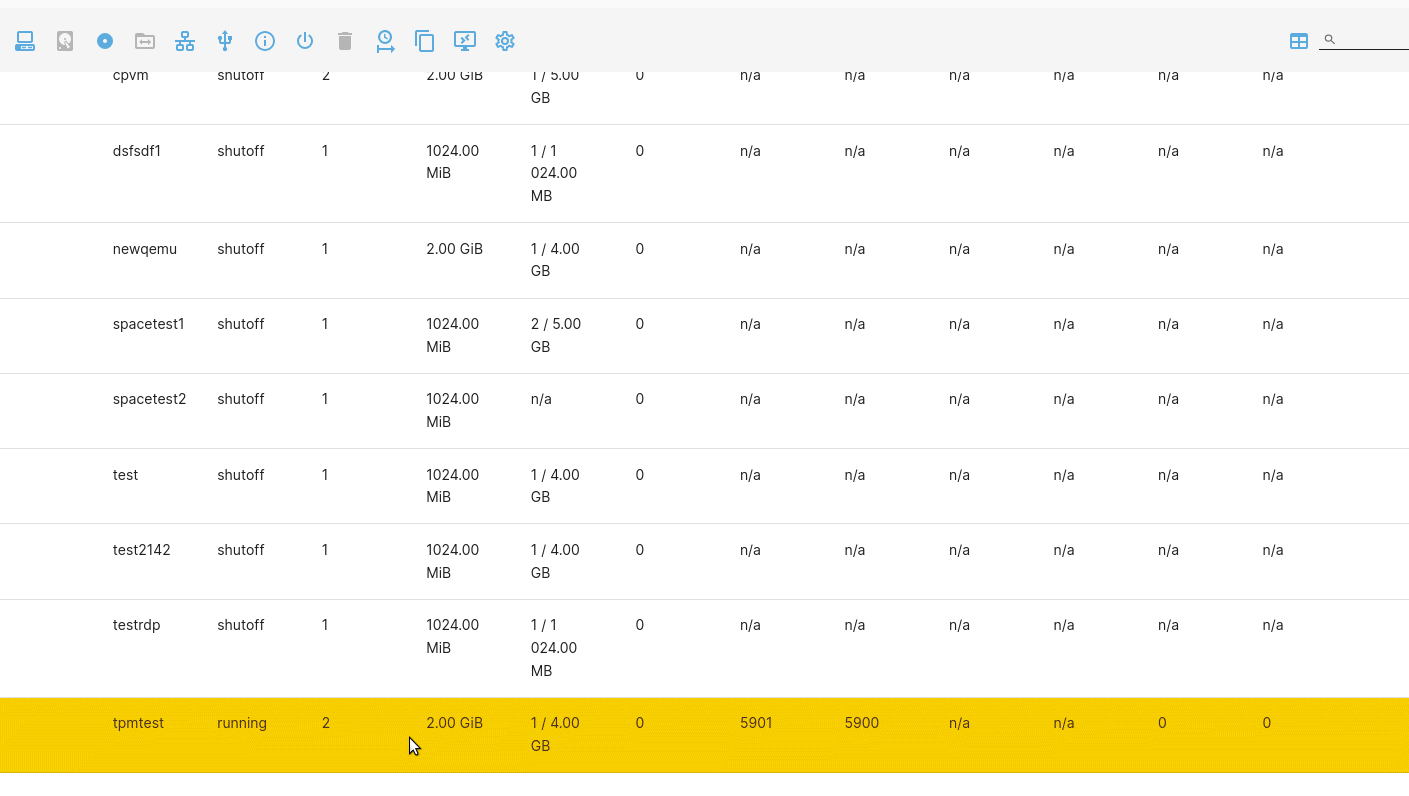 cpvm shutoff 2 2.00 GiB 1 / 5.00 0 n/a n/a n/a n/a n/a n/a
GB
dsfsdf1 shutoff 1 1024.00 1 / 1 0 n/a n/a n/a n/a n/a n/a
MiB 024.00
MB
newqemu shutoff 1 2.00 GiB 1 / 4.00 0 n/a n/a n/a n/a n/a n/a
GB
spacetest1 shutoff 1 1024.00 2 / 5.00 0 n/a n/a n/a n/a n/a n/a
MiB GB
spacetest2 shutoff 1 1024.00 n/a 0 n/a n/a n/a n/a n/a n/a
MiB
test shutoff 1 1024.00 1 / 4.00 0 n/a n/a n/a n/a n/a n/a
MiB GB
test2142 shutoff 1 1024.00 1 / 4.00 0 n/a n/a n/a n/a n/a n/a
MiB GB
testrdp shutoff 1 1024.00 1 / 1 0 n/a n/a n/a n/a n/a n/a
MiB 024.00
MB
tpmtest running 2 2.00 GiB 1 / 4.00 0 5901 5900 n/a n/a 0 0
GB